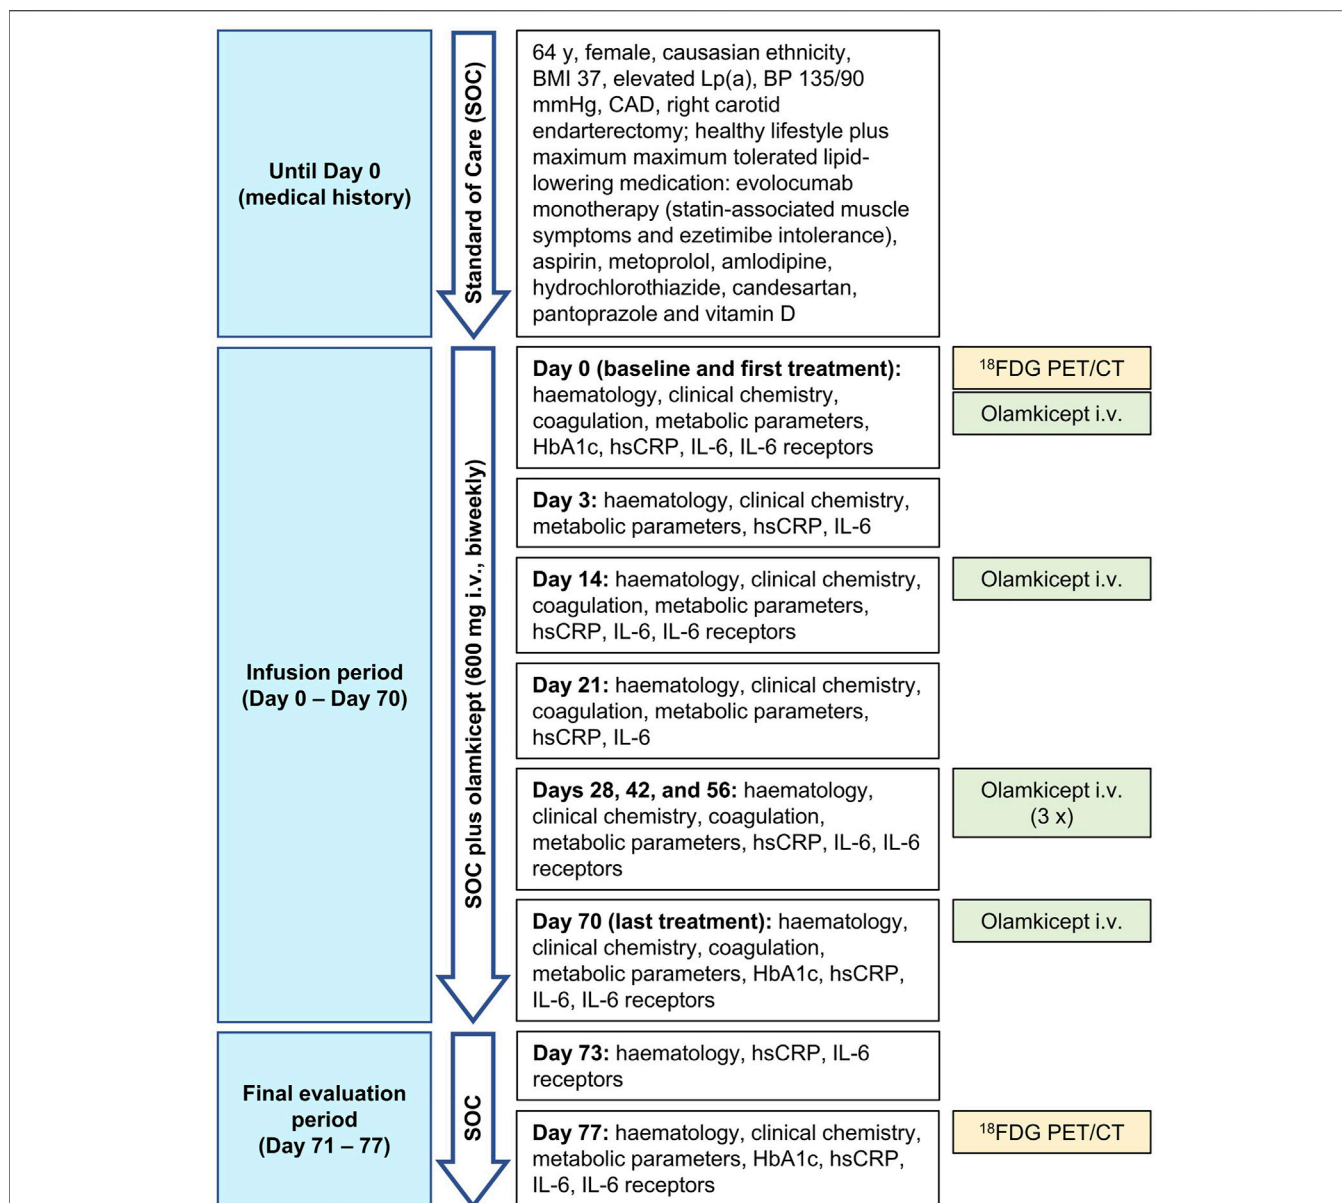 Until Day 0
(medical history)
Standard of Care (SOC)
64 y, female, causasian ethnicity,
BMI 37, elevated Lp(a), BP 135/90
mmHg, CAD, right carotid
endarterectomy; healthy lifestyle plus
maximum maximum tolerated lipid-
lowering medication: evolocumab
monotherapy (statin-associated muscle
symptoms and ezetimibe intolerance),
aspirin, metoprolol, amlodipine,
hydrochlorothiazide, candesartan,
pantoprazole and vitamin D
Infusion period
(Day 0 – Day 70)
SOC plus olamkicept (600 mg i.v., biweekly)
Day 0 (baseline and first treatment):
haematology, clinical chemistry,
coagulation, metabolic parameters,
HbA1c, hsCRP, IL-6, IL-6 receptors
¹⁸FDG PET/CT
Olamkicept i.v.
Day 3: haematology, clinical chemistry,
metabolic parameters, hsCRP, IL-6
Day 14: haematology, clinical chemistry,
coagulation, metabolic parameters,
hsCRP, IL-6, IL-6 receptors
Olamkicept i.v.
Day 21: haematology, clinical chemistry,
coagulation, metabolic parameters,
hsCRP, IL-6
Days 28, 42, and 56: haematology,
clinical chemistry, coagulation,
metabolic parameters, hsCRP, IL-6, IL-6
receptors
Olamkicept i.v.
(3 x)
Day 70 (last treatment): haematology,
clinical chemistry, coagulation,
metabolic parameters, HbA1c, hsCRP,
IL-6, IL-6 receptors
Olamkicept i.v.
Final evaluation
period
(Day 71 – 77)
SOC
Day 73: haematology, hsCRP, IL-6
receptors
Day 77: haematology, clinical chemistry,
metabolic parameters, HbA1c, hsCRP,
IL-6, IL-6 receptors
¹⁸FDG PET/CT